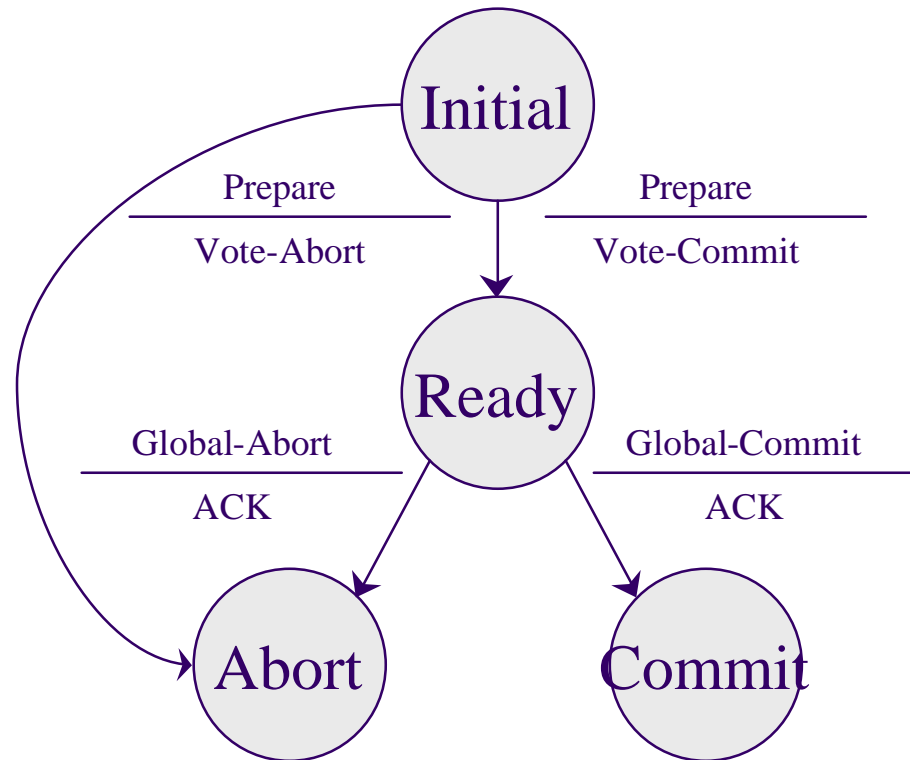 Initial
Prepare
Vote-Abort
Prepare
Vote-Commit
Ready
Global-Abort
ACK
Global-Commit
ACK
Abort
Commit